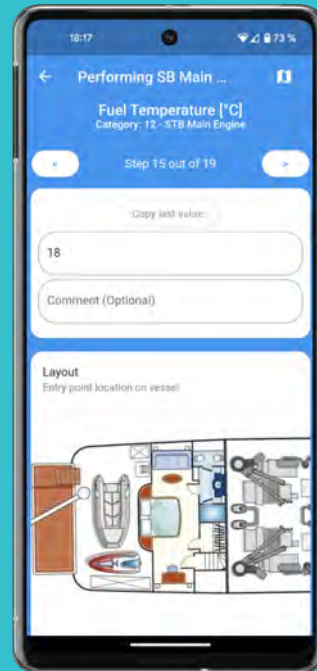 18:17
73 %
Performing SB Main ...
Fuel Temperature [°C]
Category: 12 - STB Main Engine
<
Step 15 out of 19
>
Copy last value:
18
Comment (Optional)
Layout
Entry point location on vessel